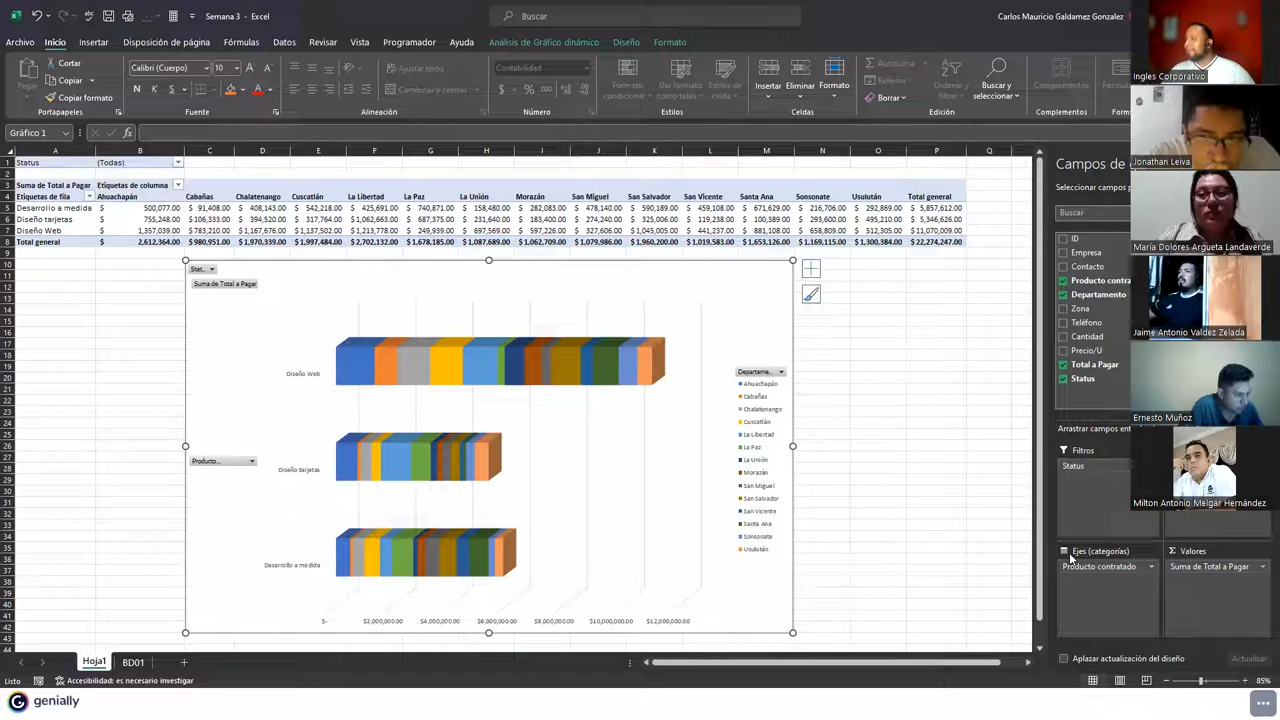 Semana 3 - Excel
Buscar
Carlos Mauricio Galdamez Gonzalez
Archivo Inicio Insertar Disposición de página Fórmulas Datos Revisar Vista Programador Ayuda Análisis de Gráfico dinámico Diseño Formato
Pegar
Cortar
Copiar
Copiar formato
Calibri (Cuerpo) 10
N K S
Ajustar texto
Combinar y centrar
Contabilidad
Formato condicional
Dar formato como tabla
Estilos de celda
Insertar Eliminar Formato
Autosuma
Rellenar
Borrar
Ordenar y filtrar
Buscar y seleccionar
Complementos
Portapapeles Fuente Alineación Número Estilos Celdas Edición Complementos
Gráfico 1
A B C D E F G H I J K L M N O P Q
Status (Todas)
Suma de Total a Pagar Etiquetas de columna
Etiquetas de fila Ahuachapán Cabañas Chalatenango Cuscatlán La Libertad La Paz La Unión Morazán San Miguel San Salvador San Vicente Santa Ana Sonsonate Usulután Total general
Desarrollo a medida $ 500,077.00 $ 91,408.00 $ 408,143.00 $ 542,218.00 $ 425,691.00 $ 740,871.00 $ 158,400.00 $ 282,083.00 $ 478,140.00 $ 590,189.00 $ 459,108.00 $ 671,629.00 $ 216,706.00 $ 292,869.00 $ 5,857,612.00
Diseño tarjetas $ 755,248.00 $ 106,333.00 $ 394,520.00 $ 317,764.00 $ 1,062,663.00 $ 687,375.00 $ 231,640.00 $ 183,400.00 $ 274,240.00 $ 325,006.00 $ 119,238.00 $ 100,389.00 $ 293,600.00 $ 495,210.00 $ 5,346,626.00
Diseño Web $ 1,357,039.00 $ 783,210.00 $ 1,167,676.00 $ 1,137,502.00 $ 1,213,778.00 $ 249,939.00 $ 697,569.00 $ 597,226.00 $ 327,606.00 $ 1,045,005.00 $ 441,237.00 $ 881,108.00 $ 658,809.00 $ 512,305.00 $ 11,070,009.00
Total general $ 2,612,364.00 $ 980,951.00 $ 1,970,339.00 $ 1,997,484.00 $ 2,702,132.00 $ 1,678,185.00 $ 1,087,689.00 $ 1,062,709.00 $ 1,079,986.00 $ 1,960,200.00 $ 1,019,583.00 $ 1,653,126.00 $ 1,169,115.00 $ 1,300,384.00 $ 22,274,247.00
Stat...
Suma de Total a Pagar
Diseño Web
Producto...
Diseño tarjetas
Desarrollo a medida
$- $2,000,000.00 $4,000,000.00 $6,000,000.00 $8,000,000.00 $10,000,000.00 $12,000,000.00
Departame...
Ahuachapán
Cabañas
Chalatenango
Cuscatlán
La Libertad
La Paz
La Unión
Morazán
San Miguel
San Salvador
San Vicente
Santa Ana
Sonsonate
Usulután
Campos de
Seleccionar campos
Buscar
ID
Empresa
Contacto
Producto contra
Departamento
Zona
Teléfono
Cantidad
Precio/U
Total a Pagar
Status
Arrastrar campos ent
Filtros
Status
Ejes (categorías)
Valores
Producto contratado
Suma de Total a Pagar
Aplazar actualización del diseño
Actualizar
Ingles Corporativo
Jonathan Leiva
María Dolores Argueta Landaverde
Jaime Antonio Valdez Zelada
Ernesto Muñoz
Milton Antonio Melgar Hernández
Hoja1 BD01
Listo
Accesibilidad: es necesario investigar
85%
genially